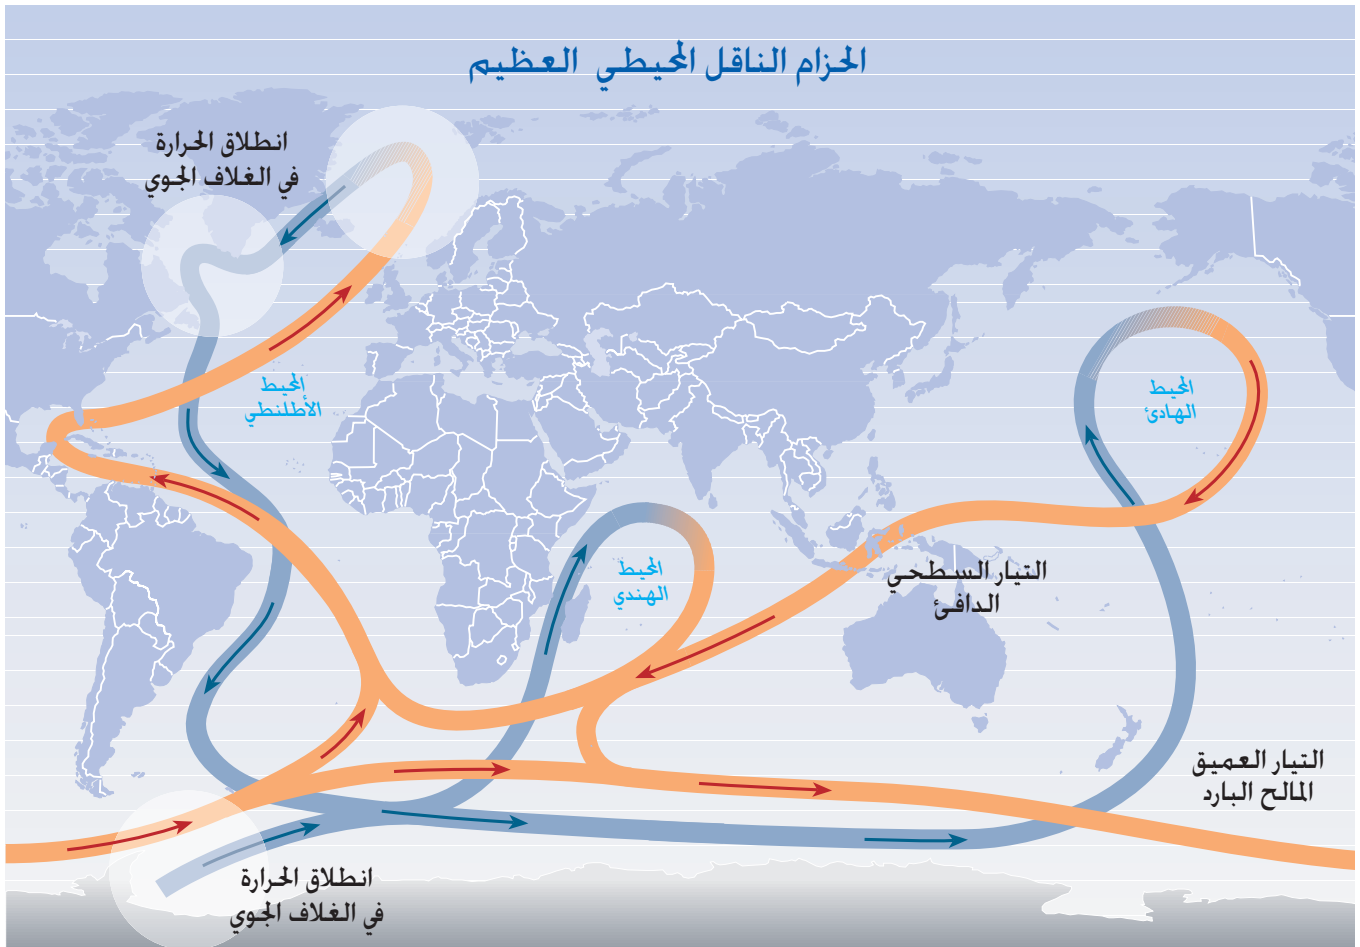 الحزام الناقل المحيطي العظيم
انطلاق الحرارة
في الغلاف الجوي
المحيط
الأطلنطي
المحيط
الهادئ
المحيط
الهندي
التيار السطحي
الدافئ
التيار العميق
المالح البارد
انطلاق الحرارة
في الغلاف الجوي